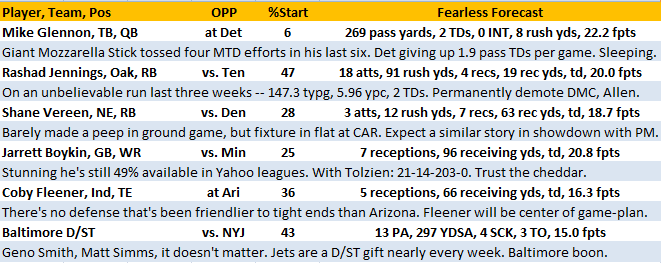 Player, Team, Pos OPP %Start Fearless Forecast
Mike Glennon, TB, QB at Det 6 269 pass yards, 2 TDs, 0 INT, 8 rush yds, 22.2 fpts
Giant Mozzarella Stick tossed four MTD efforts in his last six. Det giving up 1.9 pass TDs per game. Sleeping.
Rashad Jennings, Oak, RB vs. Ten 47 18 atts, 91 rush yds, 4 recs, 19 rec yds, td, 20.0 fpts
On an unbelievable run last three weeks -- 147.3 typg, 5.96 ypc, 2 TDs. Permanently demote DMC, Allen.
Shane Vereen, NE, RB vs. Den 28 3 atts, 12 rush yds, 7 recs, 63 rec yds, td, 18.7 fpts
Barely made a peep in ground game, but fixture in flat at CAR. Expect a similar story in showdown with PM.
Jarrett Boykin, GB, WR vs. Min 25 7 receptions, 96 receiving yds, td, 20.8 fpts
Stunning he's still 49% available in Yahoo leagues. With Tolzien: 21-14-203-0. Trust the cheddar.
Coby Fleener, Ind, TE at Ari 36 5 receptions, 66 receiving yds, td, 16.3 fpts
There's no defense that's been friendlier to tight ends than Arizona. Fleener will be center of game-plan.
Baltimore D/ST vs. NYJ 43 13 PA, 297 YDSA, 4 SCK, 3 TO, 15.0 fpts
Geno Smith, Matt Simms, it doesn't matter. Jets are a D/ST gift nearly every week. Baltimore boon.